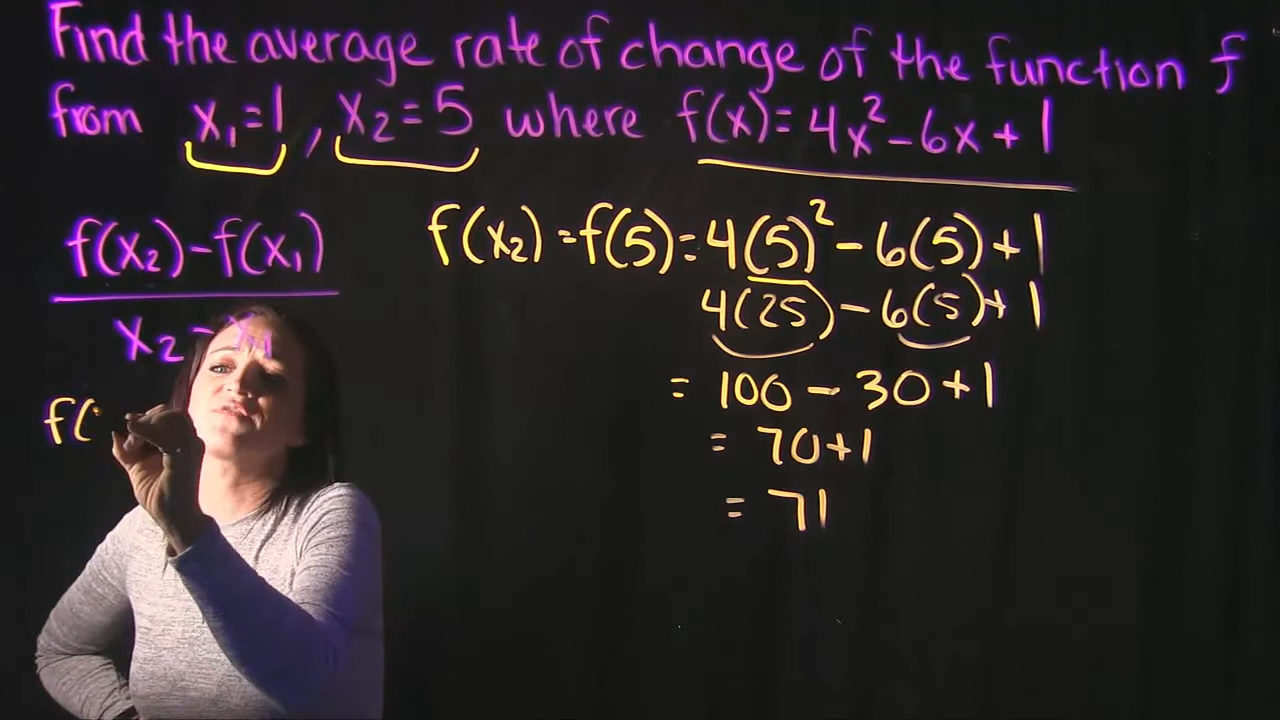 Find the average rate of change of the function f
from x₁=1, x₂=5 where f(x)=4x²-6x+1
f(x₂)-f(x₁)
x₂-x₁
f(x₂)=f(5)=4(5)²-6(5)+1
4(25)-6(5)+1
=100-30+1
=70+1
=71
f(